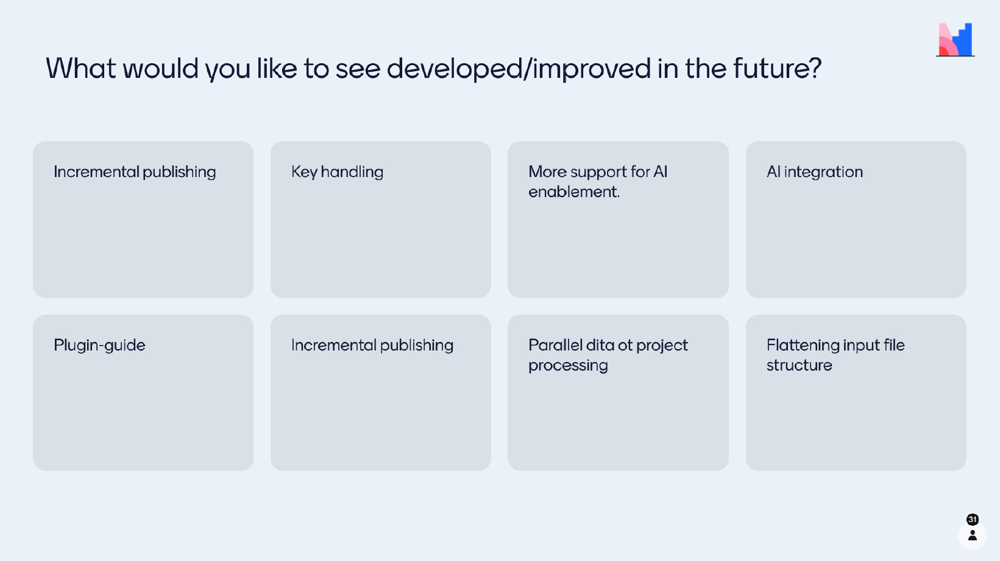 What would you like to see developed/improved in the future?
Incremental publishing
Key handling
More support for AI
enablement.
AI integration
Plugin-guide
Incremental publishing
Parallel dita ot project
processing
Flattening input file
structure
31